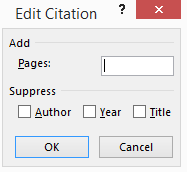 Edit Citation ?
Add
Pages:
Suppress
Author Year Title
OK Cancel